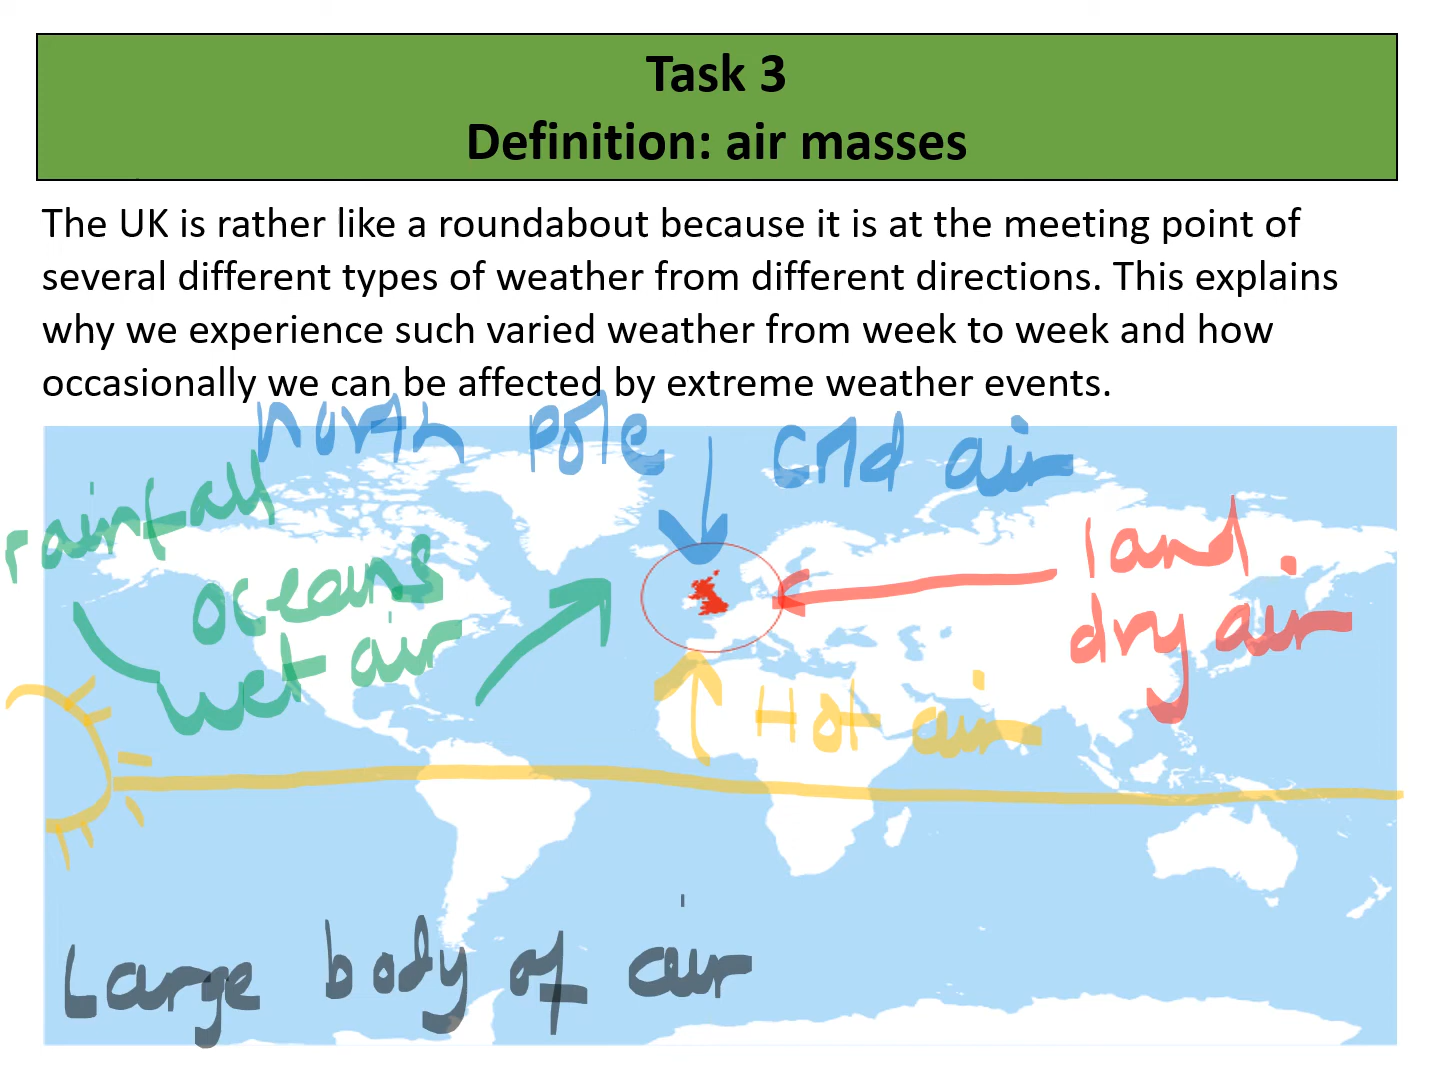 Task 3
Definition: air masses
The UK is rather like a roundabout because it is at the meeting point of
several different types of weather from different directions. This explains
why we experience such varied weather from week to week and how
occasionally we can be affected by extreme weather events.
north pole cold air
rainfall
oceans
wet air
land.
dry air
Hot air
Large body of air